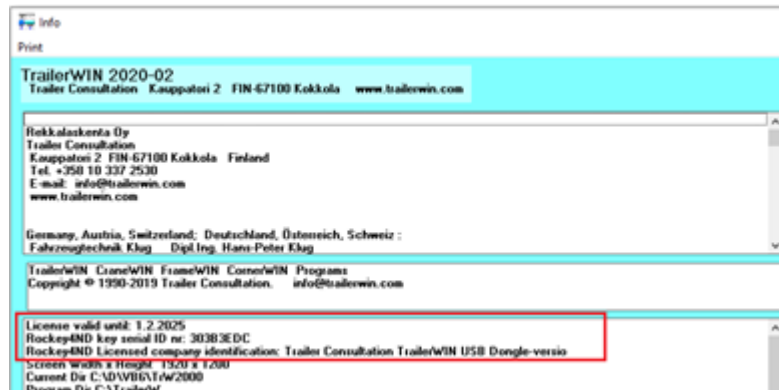 Info
Print
TrailerWIN 2020-02
Trailer Consultation Kauppatori 2 FIN-67100 Kokkola www.trailerwin.com
Rekkalaskenta Oy
Trailer Consultation
Kauppatori 2 FIN-67100 Kokkola Finland
Tel. +358 10 337 2530
E-mail: info@trailerwin.com
www.trailerwin.com
Germany, Austria, Switzerland; Deutschland, Österreich, Schweiz :
Fahrzeugtechnik Klug Dipl.Ing. Hans-Peter Klug
TrailerWIN CraneWIN FrameWIN CornerWIN Programs
Copyright © 1990-2019 Trailer Consultation. info@trailerwin.com
License valid until: 1.2.2025
Rockey4ND key serial ID nr: 303B3EDC
Rockey4ND Licensed company identification: Trailer Consultation TrailerWIN USB Dongle-versio
Screen Width x Height 1920 x 1200
Current Dir C:\D\VB6\TrW2000
Program Dir C:\TrailerW